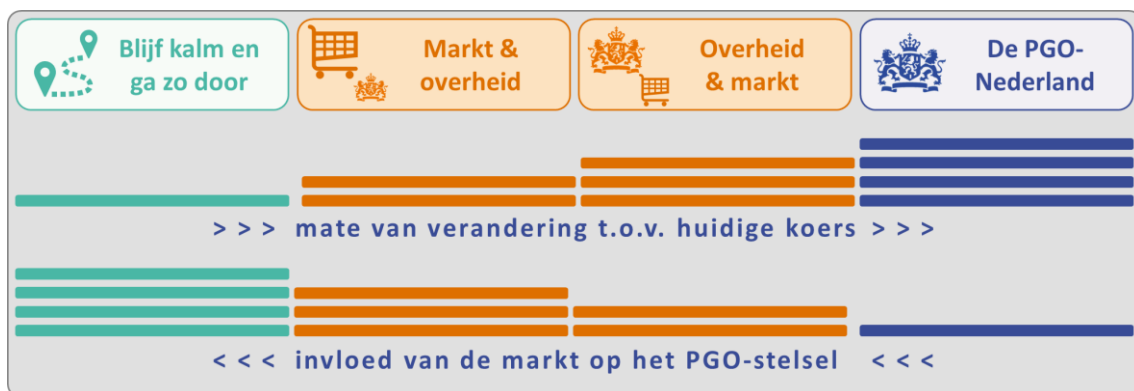 Blijf kalm en
ga zo door
Markt &
overheid
Overheid
& markt
De PGO-
Nederland
> > > mate van verandering t.o.v. huidige koers > > >
< < < invloed van de markt op het PGO-stelsel < < <